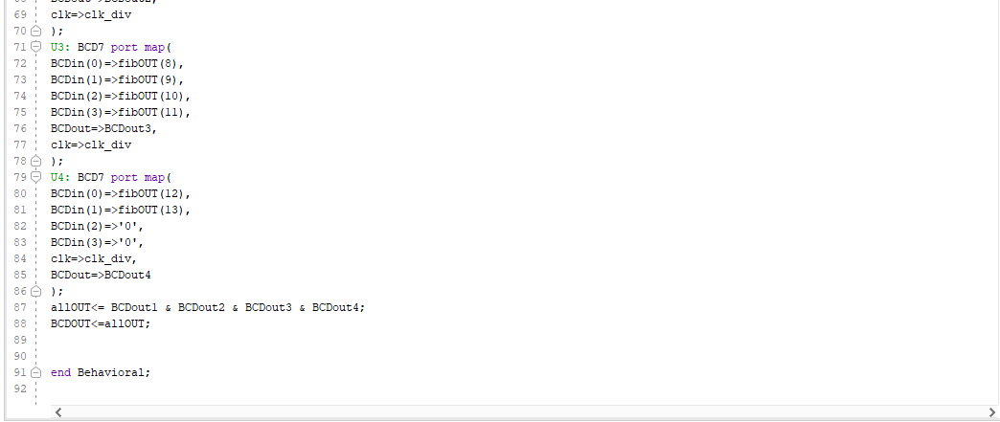 69 clk=>clk_div
70 );
71 U3: BCD7 port map(
72 BCDin(0)=>fibOUT(8),
73 BCDin(1)=>fibOUT(9),
74 BCDin(2)=>fibOUT(10),
75 BCDin(3)=>fibOUT(11),
76 BCDout=>BCDout3,
77 clk=>clk_div
78 );
79 U4: BCD7 port map(
80 BCDin(0)=>fibOUT(12),
81 BCDin(1)=>fibOUT(13),
82 BCDin(2)=>'0',
83 BCDin(3)=>'0',
84 clk=>clk_div,
85 BCDout=>BCDout4
86 );
87 allOUT<= BCDout1 & BCDout2 & BCDout3 & BCDout4;
88 BCDOUT<=allOUT;
89
90
91 end Behavioral;
92